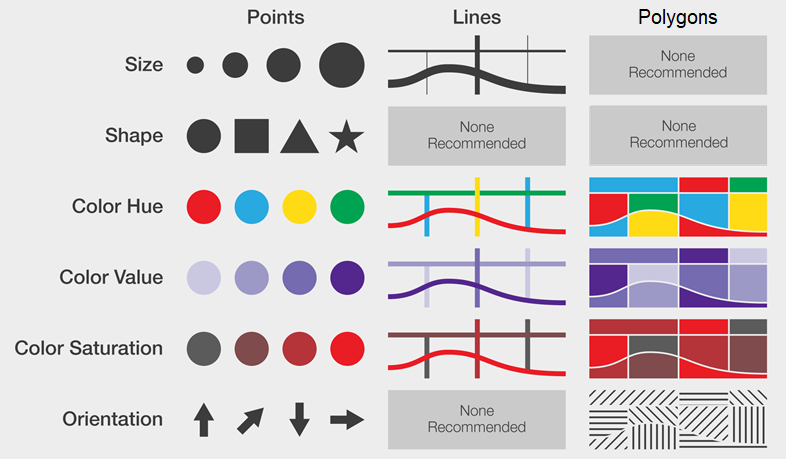 Points
Lines
Polygons
Size
None
Recommended
Shape
None
Recommended
None
Recommended
Color Hue
Color Value
Color Saturation
Orientation
None
Recommended